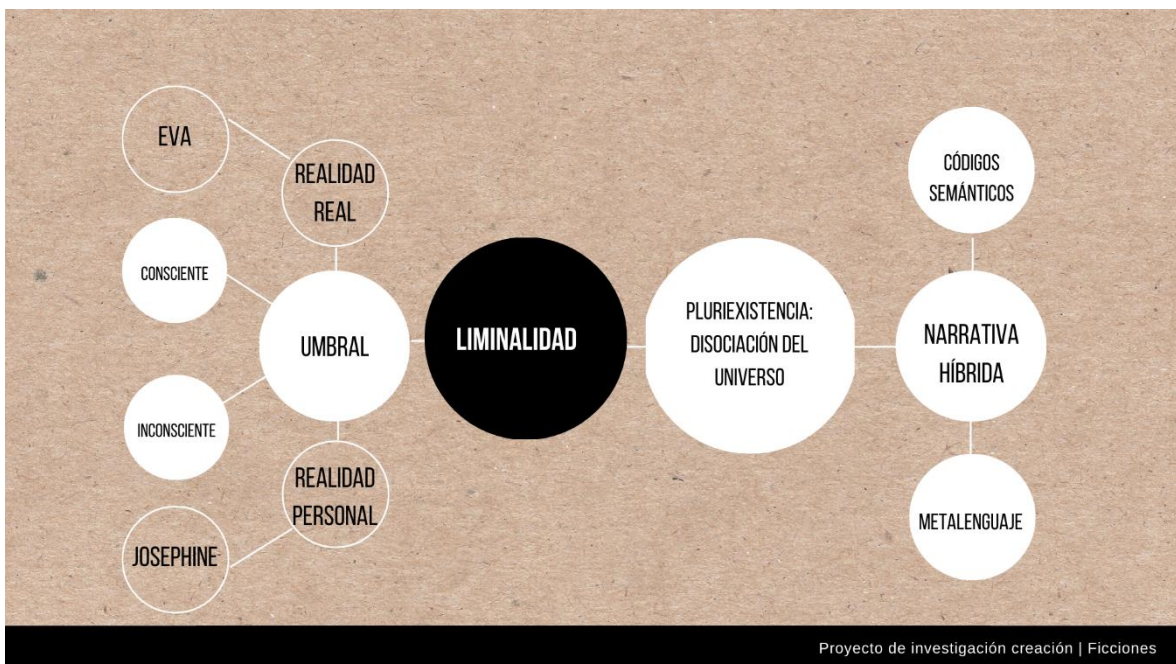 EVA
REALIDAD
REAL
CONSCIENTE
UMBRAL
INCONSCIENTE
REALIDAD
PERSONAL
JOSEPHINE
LIMINALIDAD
PLURIEXISTENCIA:
DISOCIACIÓN DEL
UNIVERSO
CÓDIGOS
SEMÁNTICOS
NARRATIVA
HÍBRIDA
METALENGUAJE
Proyecto de investigación creación | Ficciones